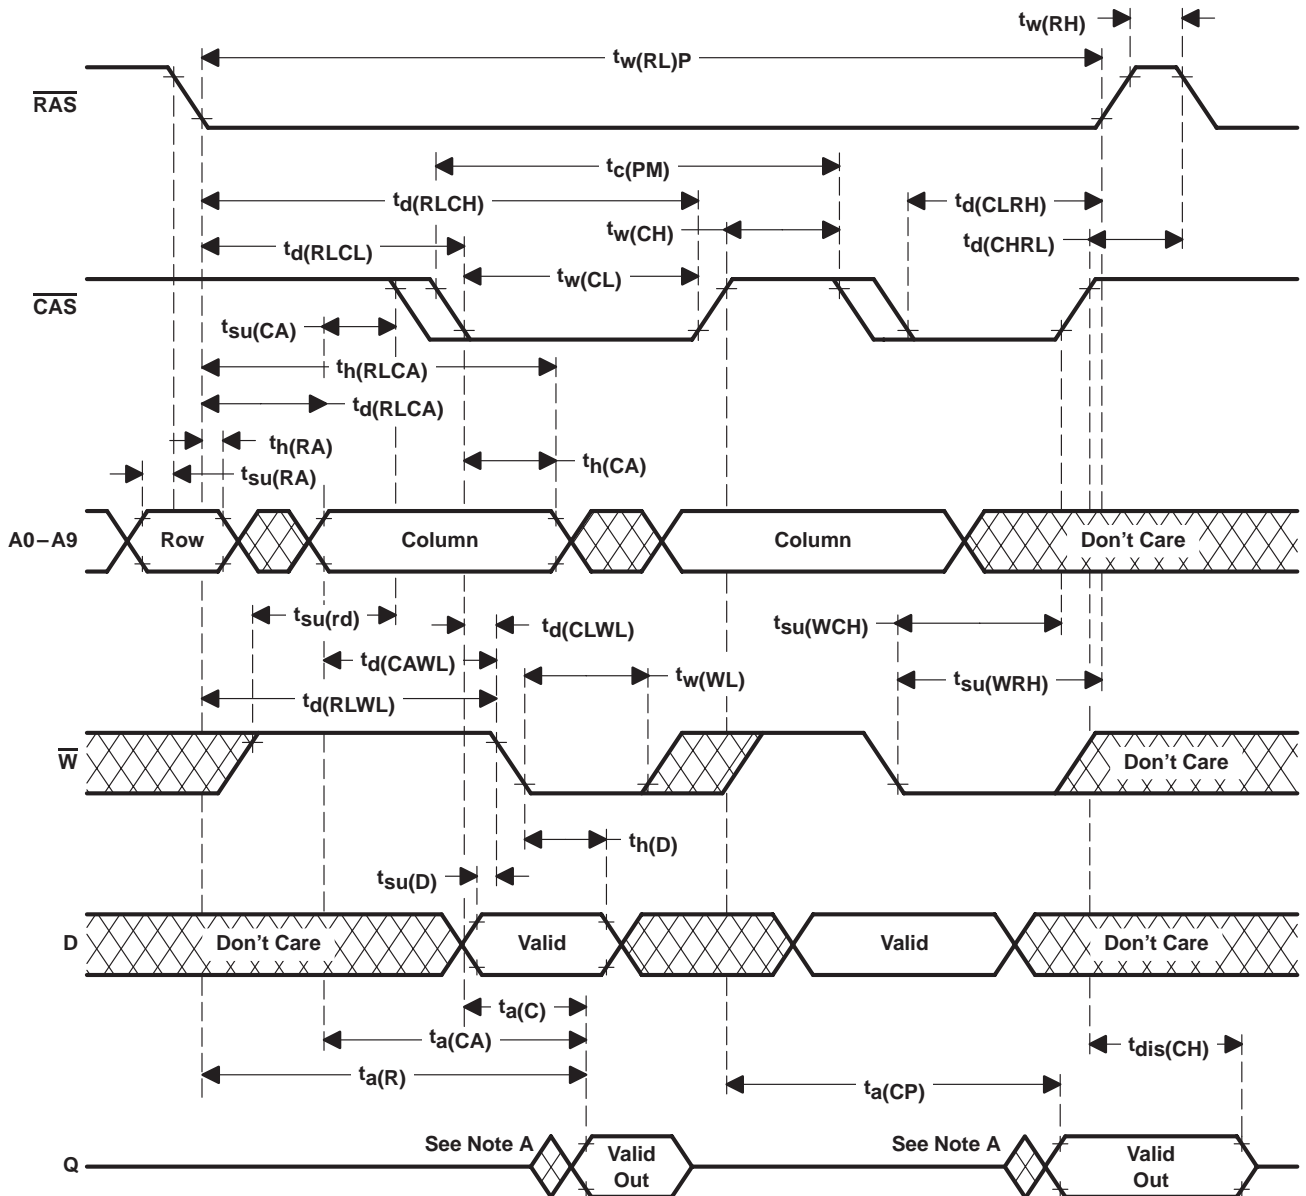 tw(RH)
tw(RL)P
RAS
tc(PM)
td(RLCH)
td(CLRH)
tw(CH)
td(CHRL)
td(RLCL)
tw(CL)
CAS
tsu(CA)
th(RLCA)
td(RLCA)
th(RA)
th(CA)
tsu(RA)
A0–A9
Row
Column
Column
Don't Care
tsu(rd)
td(CLWL)
tsu(WCH)
td(CAWL)
tw(WL)
tsu(WRH)
td(RLWL)
W
Don't Care
th(D)
tsu(D)
D
Don't Care
Valid
Valid
Don't Care
ta(C)
ta(CA)
tdis(CH)
ta(R)
ta(CP)
See Note A
See Note A
Q
Valid
Out
Valid
Out